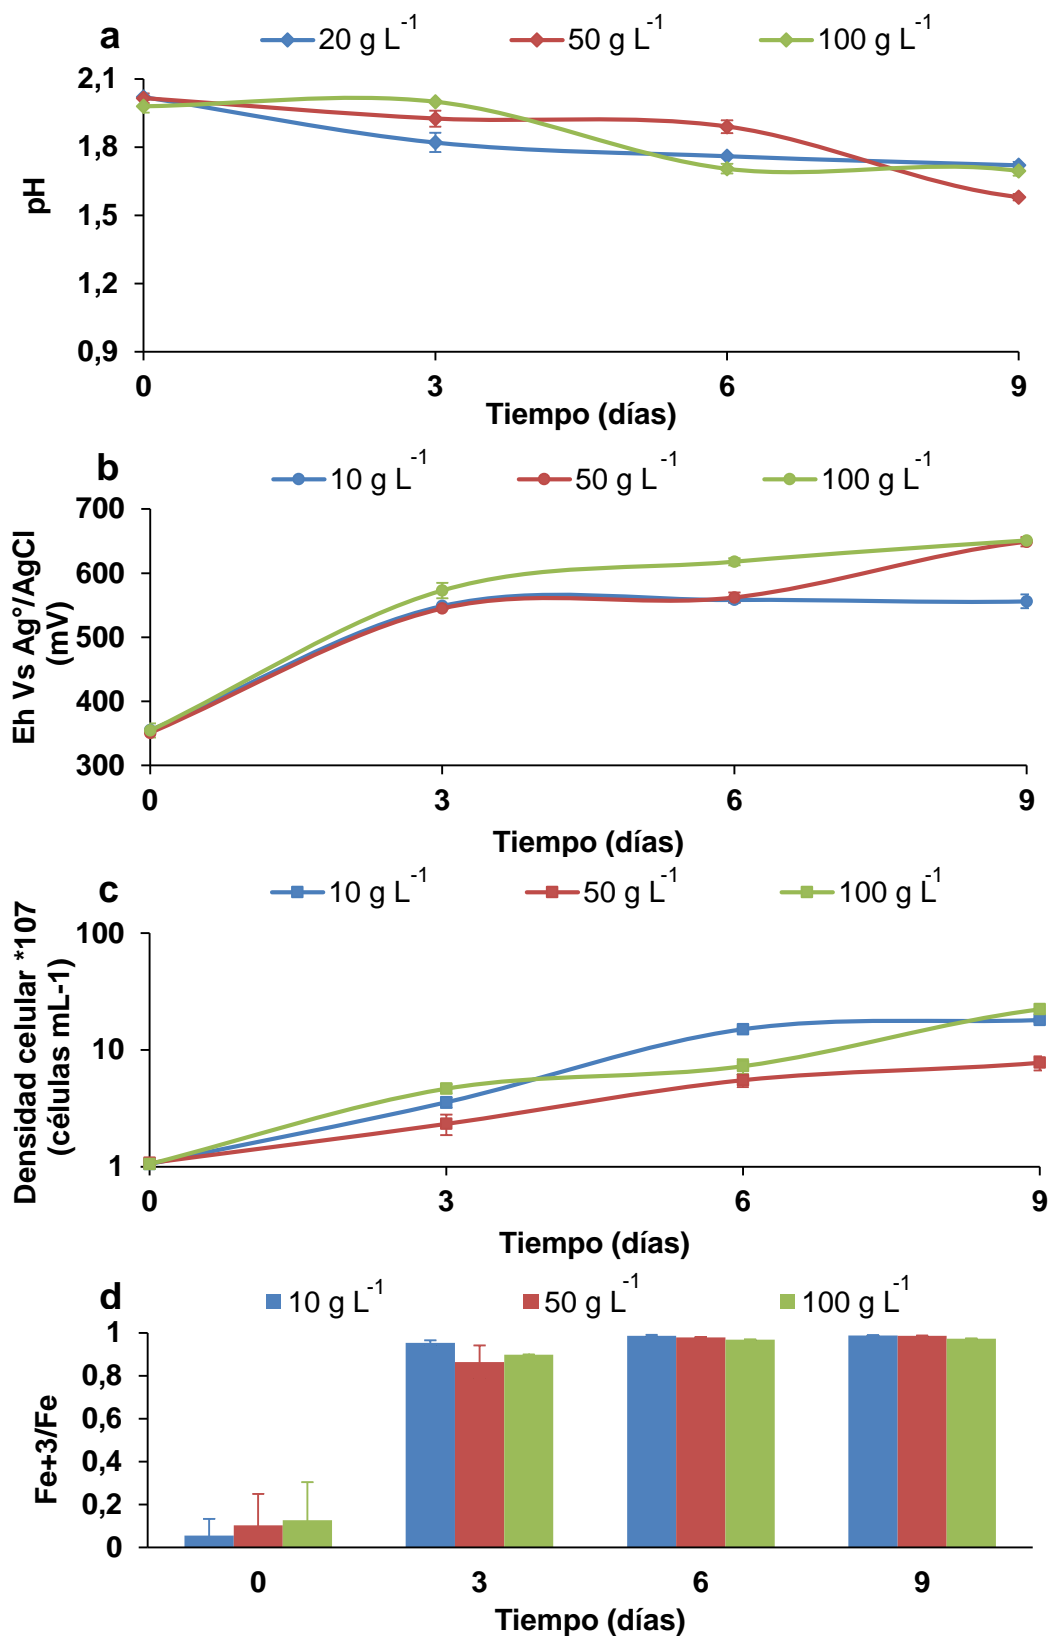 a
20 g L-1 50 g L-1 100 g L-1
2,1
1,8
1,5
1,2
0,9
pH
0 3 6 9
Tiempo (días)
b
10 g L-1 50 g L-1 100 g L-1
700
600
500
400
300
Eh Vs Ag°/AgCl
(mV)
0 3 6 9
Tiempo (días)
c
10 g L-1 50 g L-1 100 g L-1
100
10
1
Densidad celular *107
(células mL-1)
0 3 6 9
Tiempo (días)
d
10 g L-1 50 g L-1 100 g L-1
1
0,8
0,6
0,4
0,2
0
Fe+3/Fe
0 3 6 9
Tiempo (días)